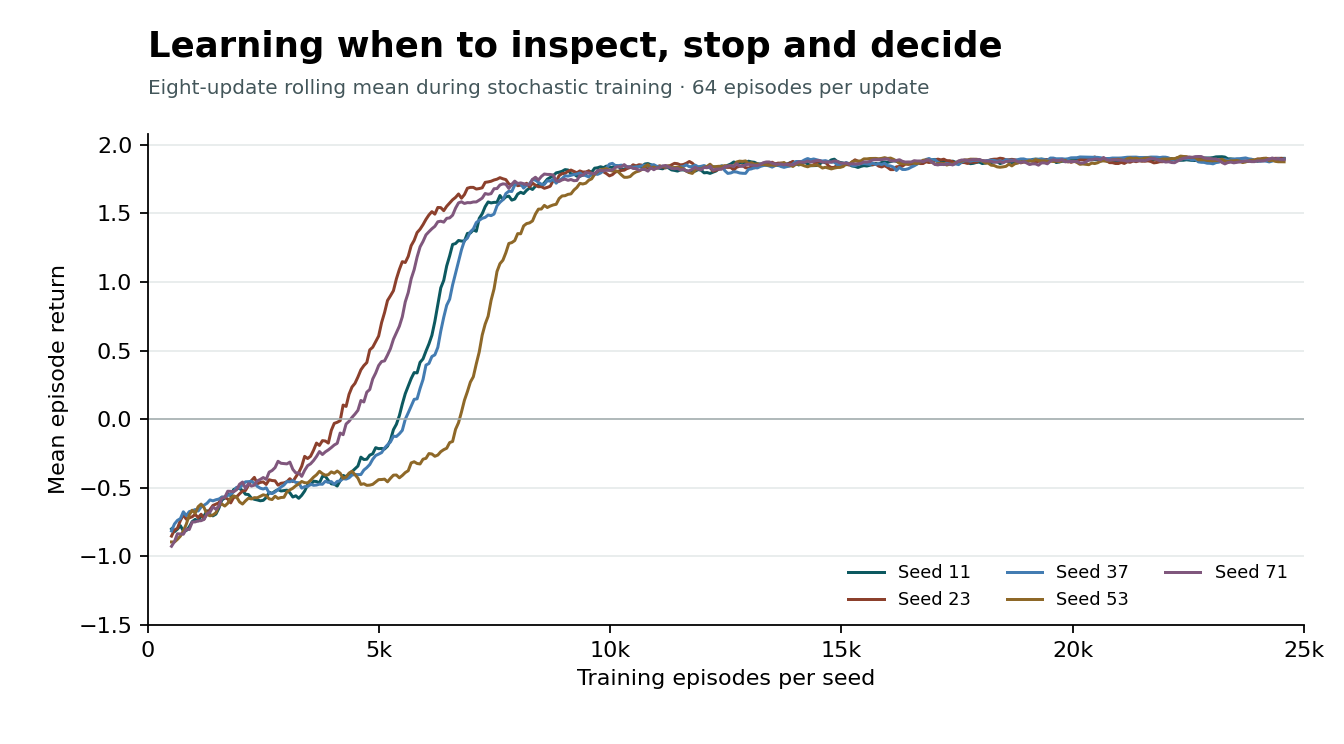 Learning when to inspect, stop and decide
Eight-update rolling mean during stochastic training · 64 episodes per update
Mean episode return
2.0
1.5
1.0
0.5
0.0
−0.5
−1.0
−1.5
0
5k
10k
15k
20k
25k
Training episodes per seed
Seed 11
Seed 23
Seed 37
Seed 53
Seed 71